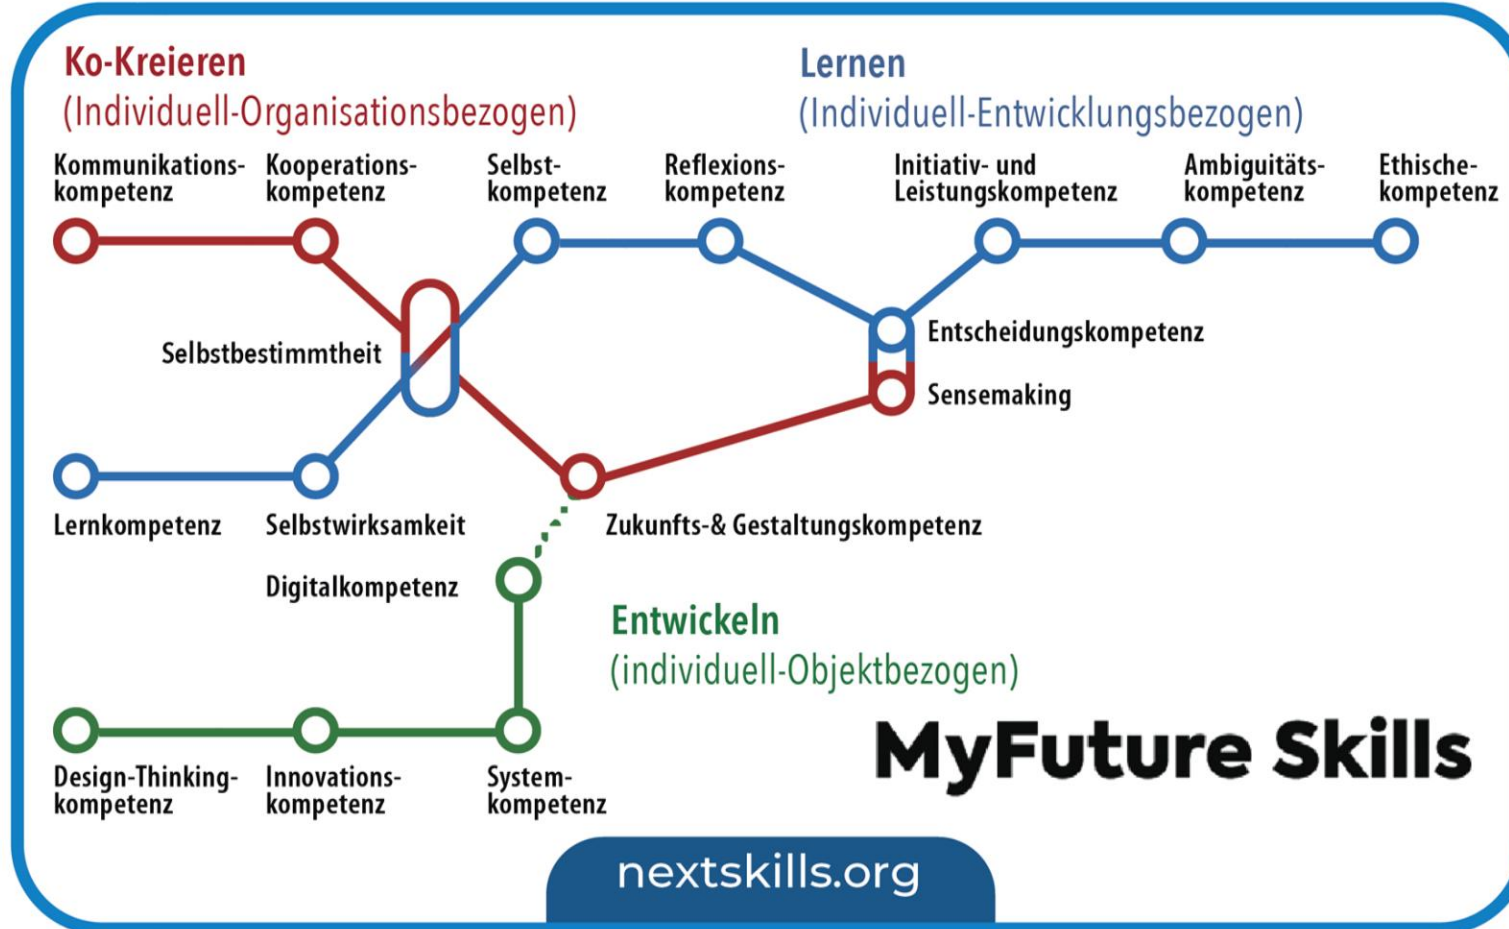 Ko-Kreieren
(Individuell-Organisationsbezogen)
Lernen
(Individuell-Entwicklungsbezogen)
Kommunikations-
kompetenz
Kooperations-
kompetenz
Selbst-
kompetenz
Reflexions-
kompetenz
Initiativ- und
Leistungskompetenz
Ambiguitäts-
kompetenz
Ethische-
kompetenz
Selbstbestimmtheit
Entscheidungskompetenz
Sensemaking
Lernkompetenz
Selbstwirksamkeit
Zukunfts-& Gestaltungskompetenz
Digitalkompetenz
Entwickeln
(individuell-Objektbezogen)
Design-Thinking-
kompetenz
Innovations-
kompetenz
System-
kompetenz
MyFuture Skills
nextskills.org